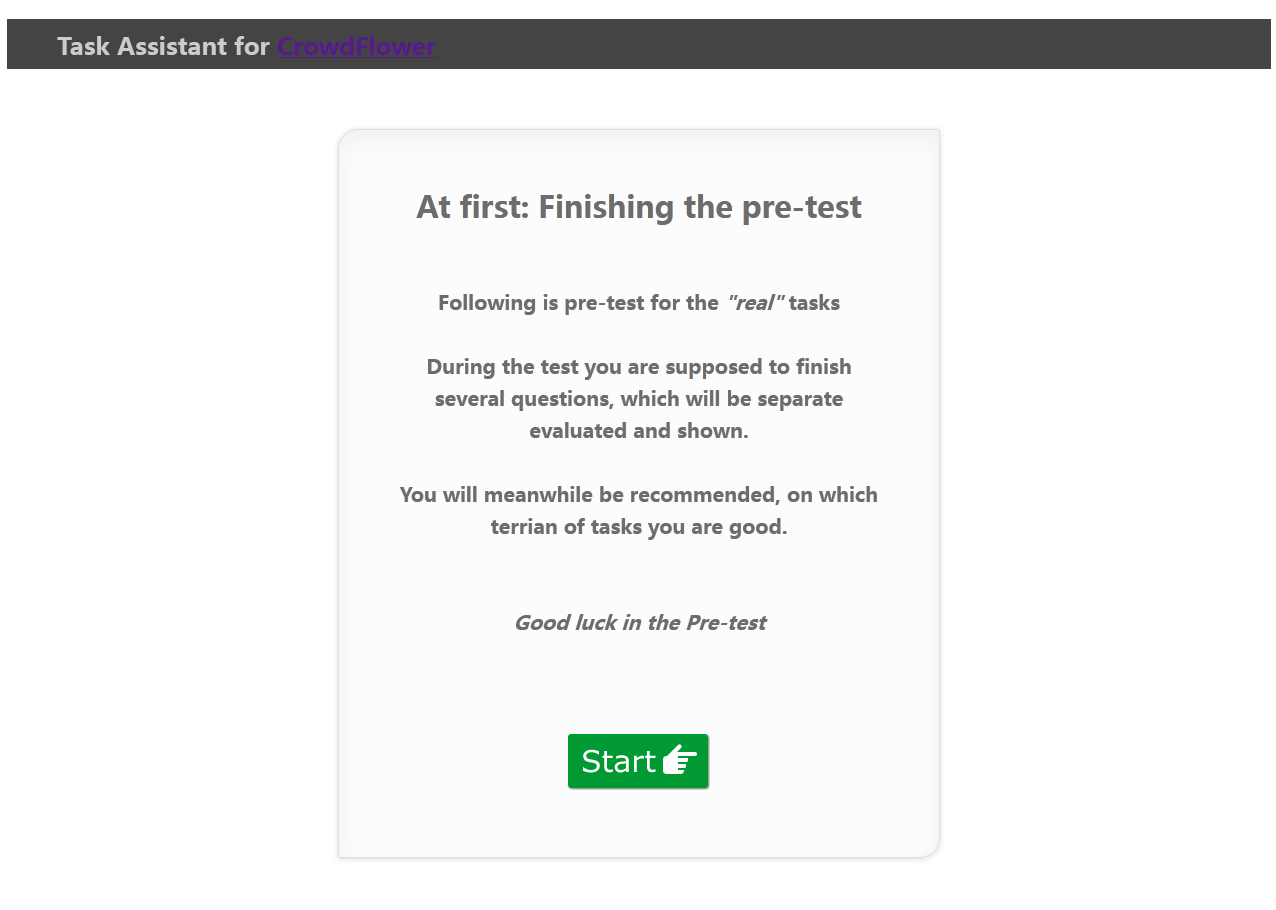 Task Assistant for CrowdFlower
At first: Finishing the pre-test
Following is pre-test for the "real" tasks
During the test you are supposed to finish
several questions, which will be separate
evaluated and shown.
You will meanwhile be recommended, on which
terrian of tasks you are good.
Good luck in the Pre-test
Start